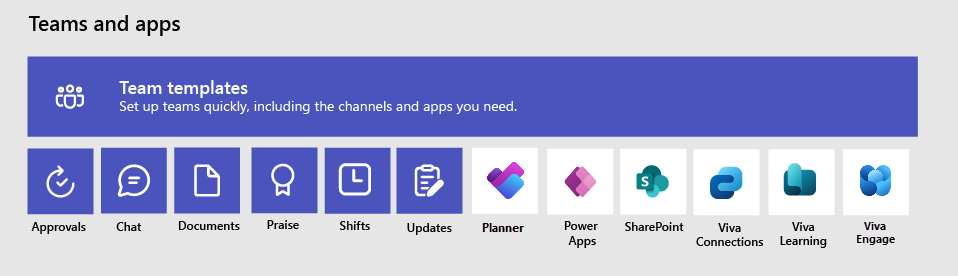 Teams and apps
Team templates
Set up teams quickly, including the channels and apps you need.
S
Approvals
Chat
Documents
Praise
Shifts
Updates
Planner
Power
Apps
SharePoint
Viva
Connections
Viva
Learning
Viva
Engage